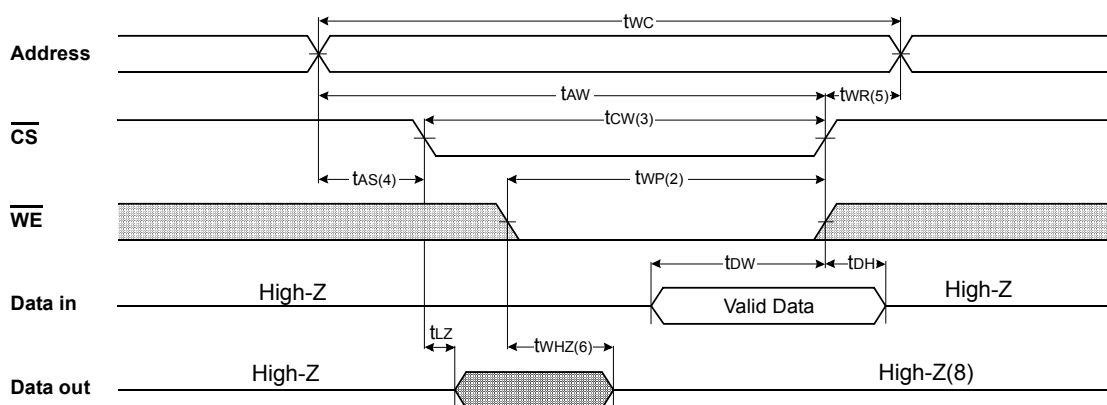 tWC
Address
tAW
tWR(5)
tCW(3)
CS
tAS(4)
tWP(2)
WE
tDW
tDH
High-Z
High-Z
Data in
Valid Data
tLZ
tWHZ(6)
High-Z
High-Z(8)
Data out